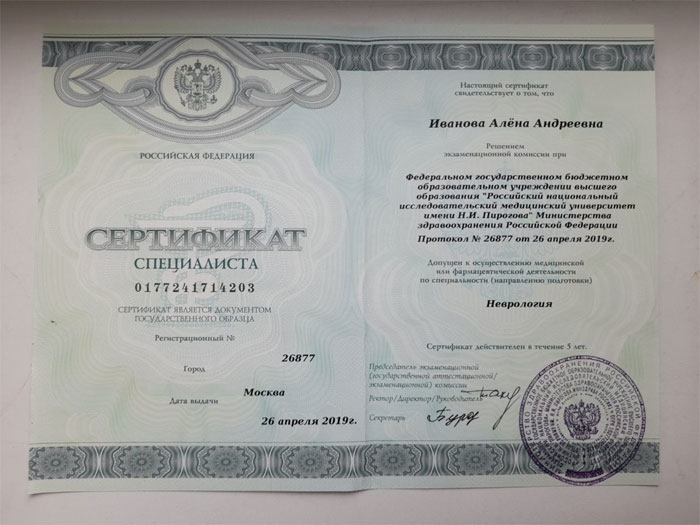 РОССИЙСКАЯ ФЕДЕРАЦИЯ
СЕРТИФИКАТ
СПЕЦИАЛИСТА
0177241714203
СЕРТИФИКАТ ЯВЛЯЕТСЯ ДОКУМЕНТОМ
ГОСУДАРСТВЕННОГО ОБРАЗЦА
Регистрационный №
26877
Город
Москва
Дата выдачи
26 апреля 2019г.
Настоящий сертификат
свидетельствует о том, что
Иванова Алёна Андреевна
Решением
экзаменационной комиссии при
Федеральном государственном бюджетном
образовательном учреждении высшего
образования "Российский национальный
исследовательский медицинский университет
имени Н.И. Пирогова" Министерства
здравоохранения Российской Федерации
Протокол № 26877 от 26 апреля 2019г.
Допущен к осуществлению медицинской
или фармацевтической деятельности
по специальности (направлению подготовки)
Неврология
Сертификат действителен в течение 5 лет.
Председатель экзаменационной
(государственной аттестационной/
экзаменационной) комиссии
Ректор/Директор/Руководитель
Секретарь